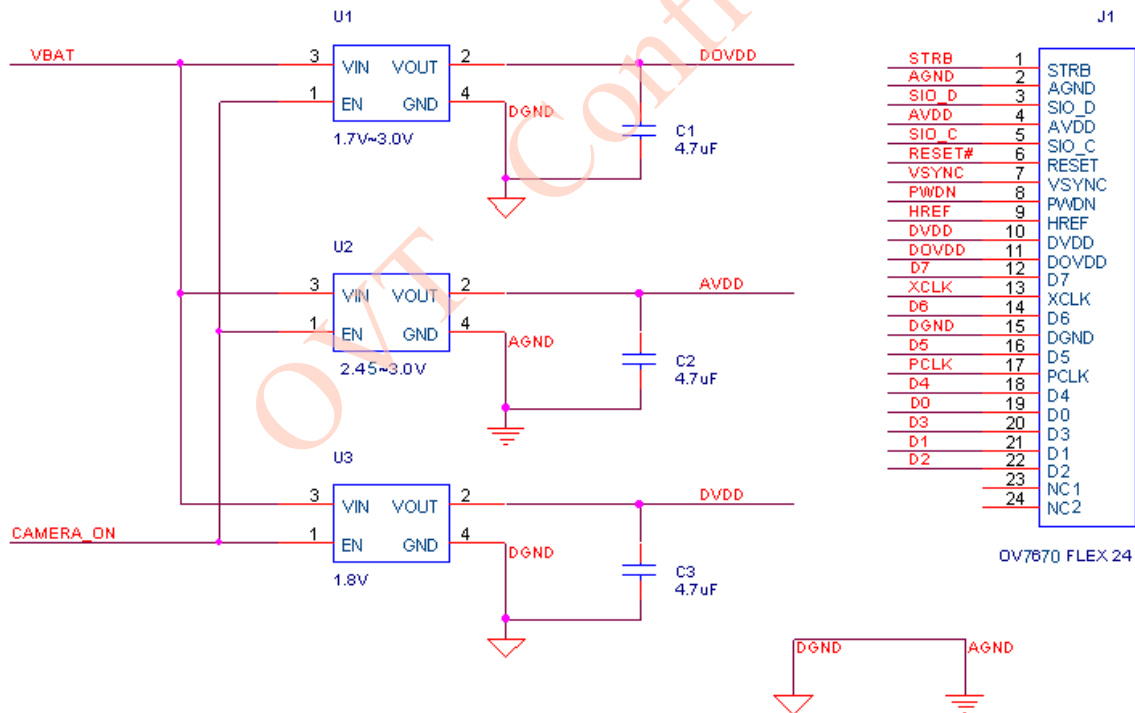 U1
VBAT
3 VIN VOUT 2
DOVDD
1 EN GND 4
DGND
1.7V~3.0V
C1
4.7uF
U2
3 VIN VOUT 2
AVDD
1 EN GND 4
AGND
2.45~3.0V
C2
4.7uF
U3
3 VIN VOUT 2
DVDD
CAMERA_ON
1 EN GND 4
DGND
1.8V
C3
4.7uF
J1
STRB 1 STRB
AGND 2 AGND
SIO_D 3 SIO_D
AVDD 4 AVDD
SIO_C 5 SIO_C
RESET# 6 RESET
VSYNC 7 VSYNC
PWDN 8 PWDN
HREF 9 HREF
DVDD 10 DVDD
DOVDD 11 DOVDD
D7 12 D7
XCLK 13 XCLK
D6 14 D6
DGND 15 DGND
D5 16 D5
PCLK 17 PCLK
D4 18 D4
D0 19 D0
D3 20 D3
D1 21 D1
D2 22 D2
23 NC1
24 NC2
OV7670 FLEX 24
DGND
AGND
OVT Conf